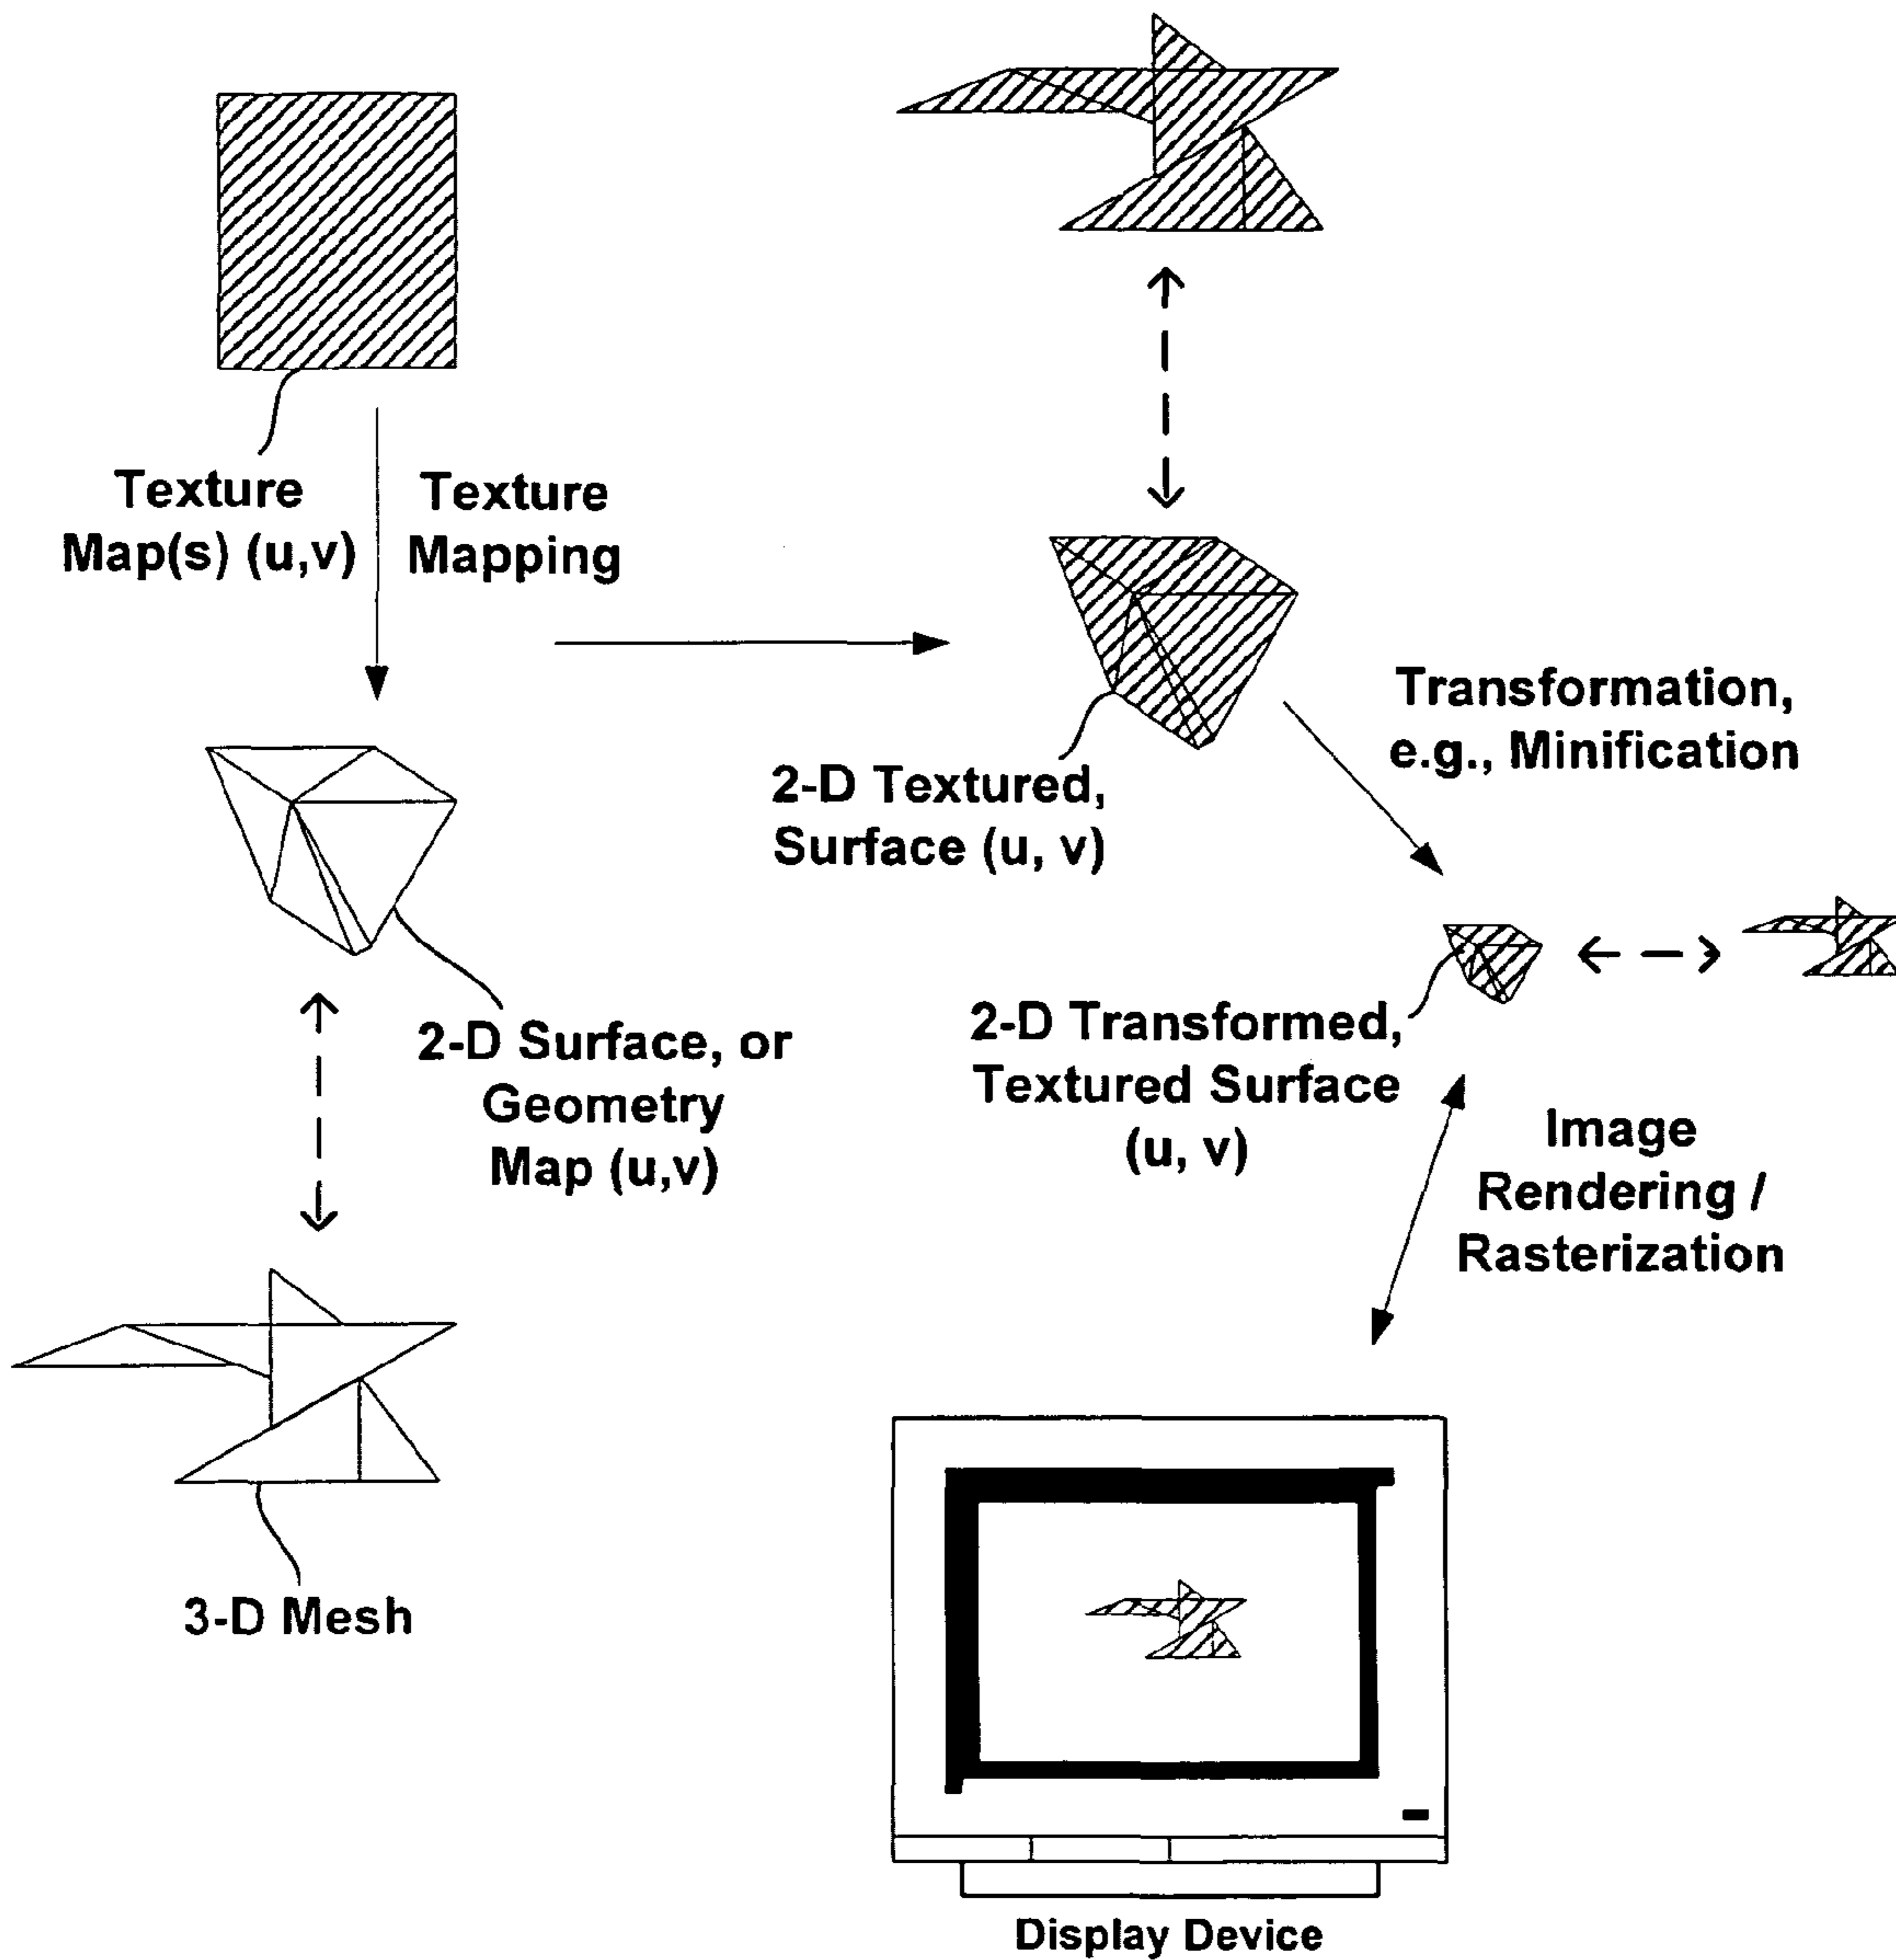 Texture
Map(s) (u,v)
Texture
Mapping
2-D Textured,
Surface (u, v)
Transformation,
e.g., Minification
2-D Surface, or
Geometry
Map (u,v)
2-D Transformed,
Textured Surface
(u, v)
Image
Rendering /
Rasterization
3-D Mesh
Display Device